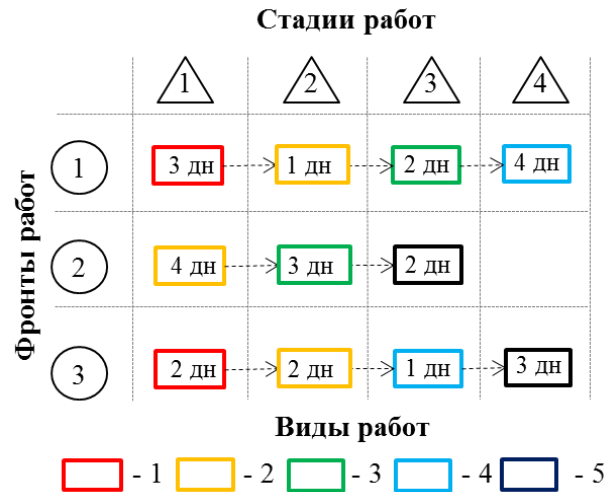 Стадии работ
1 2 3 4
Фронты работ
1 3 дн 1 дн 2 дн 4 дн
2 4 дн 3 дн 2 дн
3 2 дн 2 дн 1 дн 3 дн
Виды работ
- 1 - 2 - 3 - 4 - 5